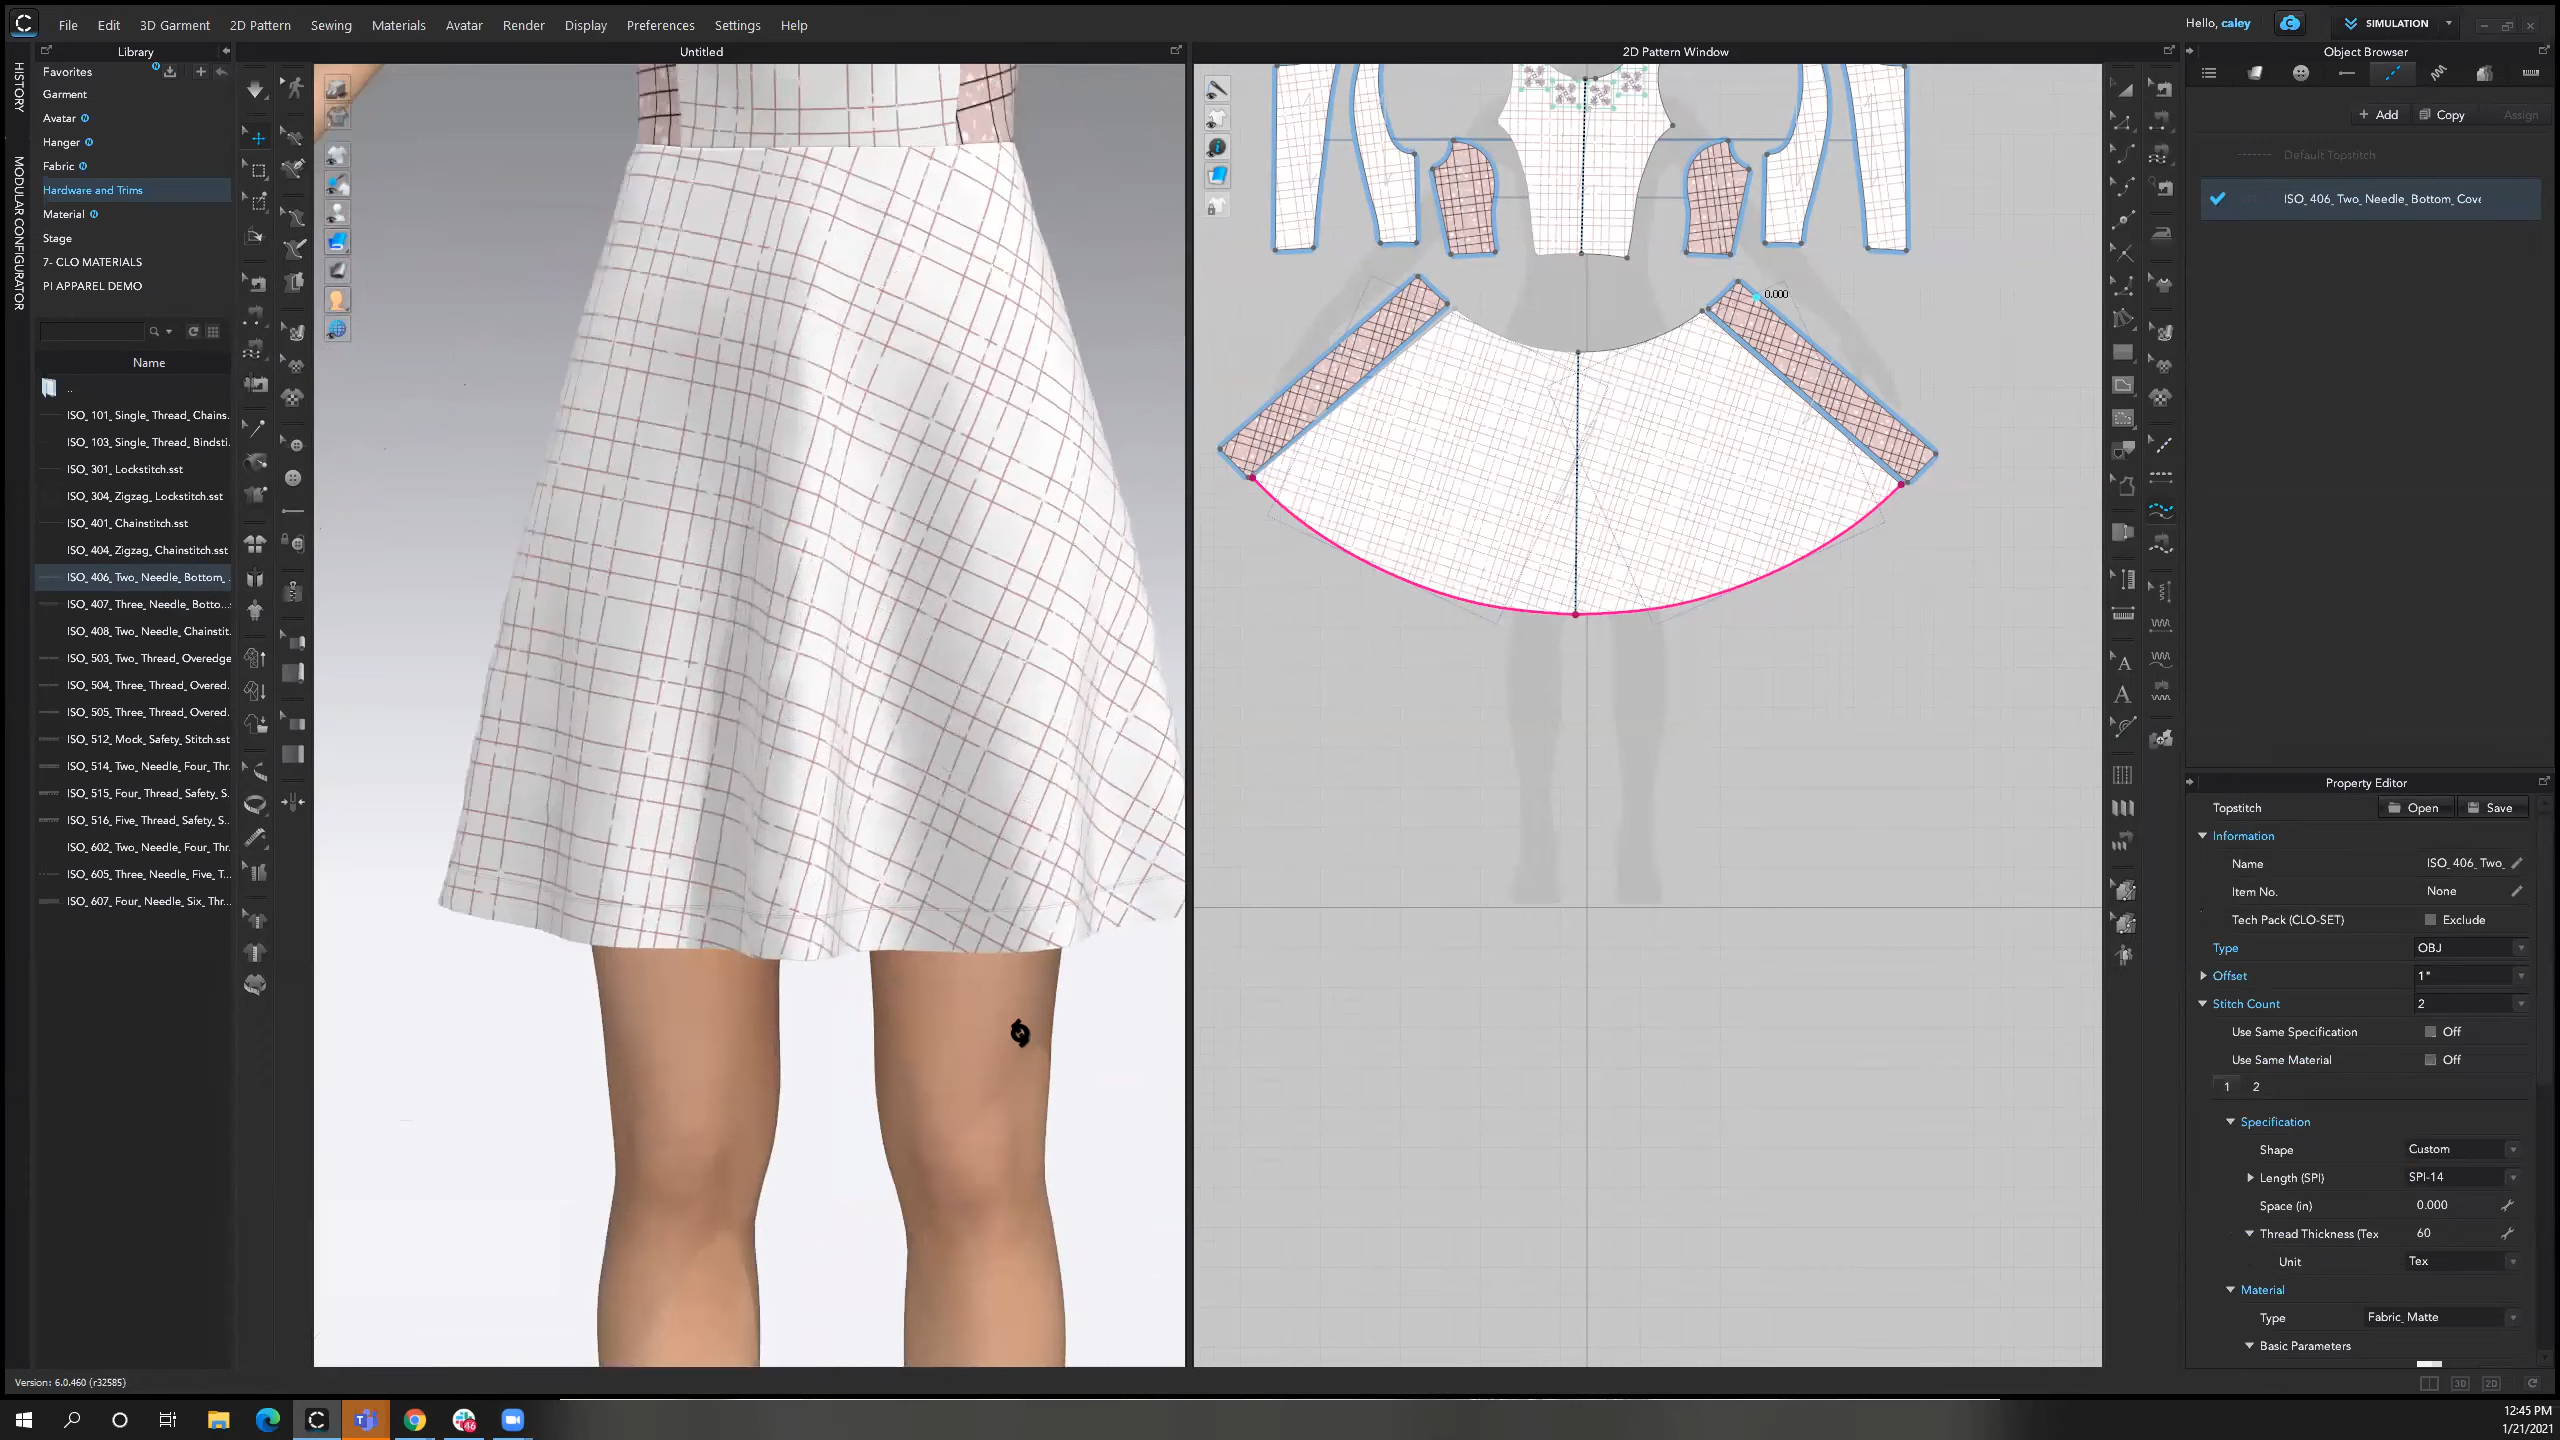 File Edit 3D Garment 2D Pattern Sewing Materials Avatar Render Display Preferences Settings Help
Hello, caley
SIMULATION
Library
Untitled
2D Pattern Window
Object Browser
HISTORY
MODULAR CONFIGURATOR
Favorites
Garment
Avatar
Hanger
Fabric
Hardware and Trims
Material
Stage
7- CLO MATERIALS
PI APPAREL DEMO
Name
..
ISO_101_Single_Thread_Chains.
ISO_103_Single_Thread_Bindsti.
ISO_301_Lockstitch.sst
ISO_304_Zigzag_Lockstitch.sst
ISO_401_Chainstitch.sst
ISO_404_Zigzag_Chainstitch.sst
ISO_406_Two_Needle_Bottom_.
ISO_407_Three_Needle_Botto...
ISO_408_Two_Needle_Chainstit.
ISO_503_Two_Thread_Overedge
ISO_504_Three_Thread_Overed.
ISO_505_Three_Thread_Overed.
ISO_512_Mock_Safety_Stitch.sst
ISO_514_Two_Needle_Four_Thr.
ISO_515_Four_Thread_Safety_S.
ISO_516_Five_Thread_Safety_S..
ISO_602_Two_Needle_Four_Thr.
ISO_605_Three_Needle_Five_T...
ISO_607_Four_Needle_Six_Thr...
0.000
+ Add
Copy
Assign
Default Topstitch
ISO_406_Two_Needle_Bottom_Cove
Property Editor
Topstitch
Open
Save
Information
Name ISO_406_Two_
Item No. None
Tech Pack (CLO-SET) Exclude
Type OBJ
Offset 1"
Stitch Count 2
Use Same Specification Off
Use Same Material Off
1 2
Specification
Shape Custom
Length (SPI) SPI-14
Space (in) 0.000
Thread Thickness (Tex 60
Unit Tex
Material
Type Fabric_Matte
Basic Parameters
Version: 6.0.460 (r32585)
3D
2D
46
12:45 PM
1/21/2021